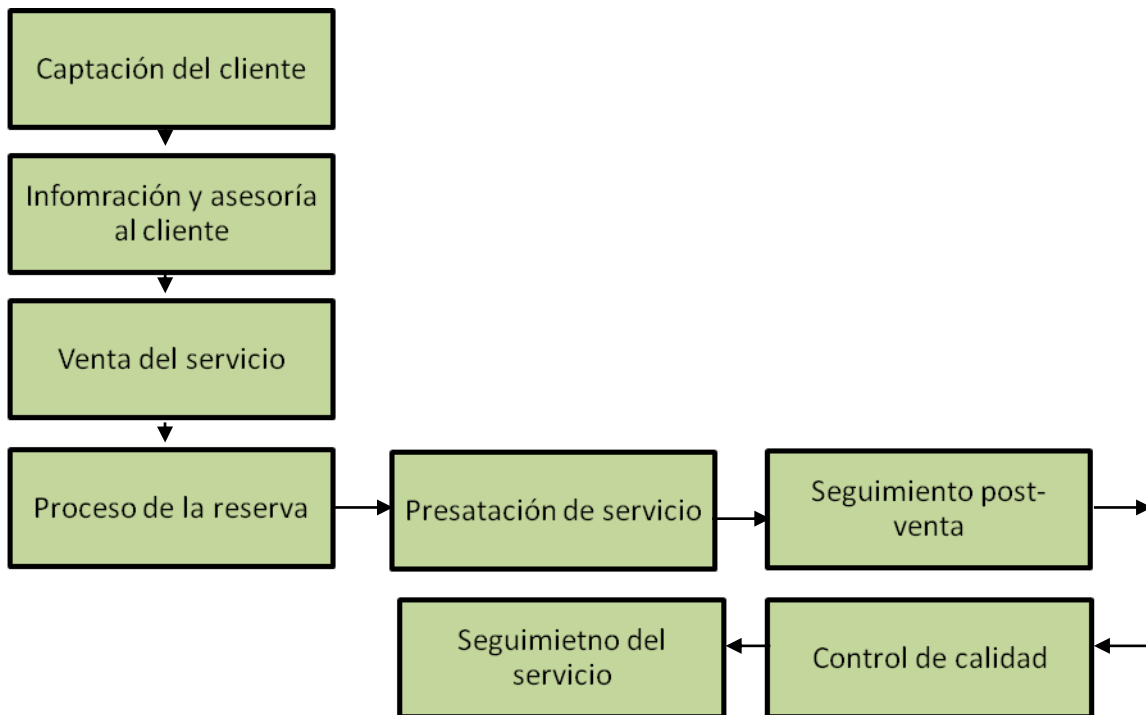 Captación del cliente
Infomración y asesoría
al cliente
Venta del servicio
Proceso de la reserva
Presatación de servicio
Seguimiento post-
venta
Control de calidad
Seguimietno del
servicio